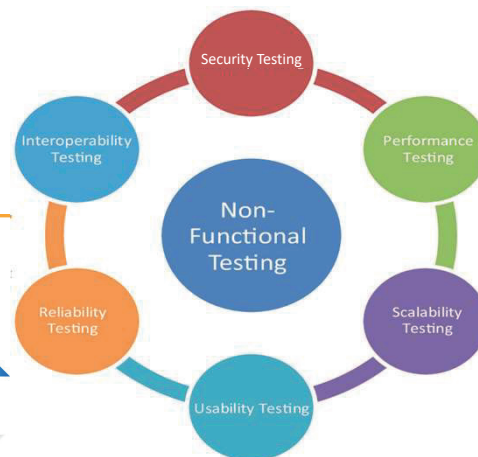 Security Testing
Interoperability
Testing
Performance
Testing
Non-
Functional
Testing
Reliability
Testing
Scalability
Testing
Usability Testing